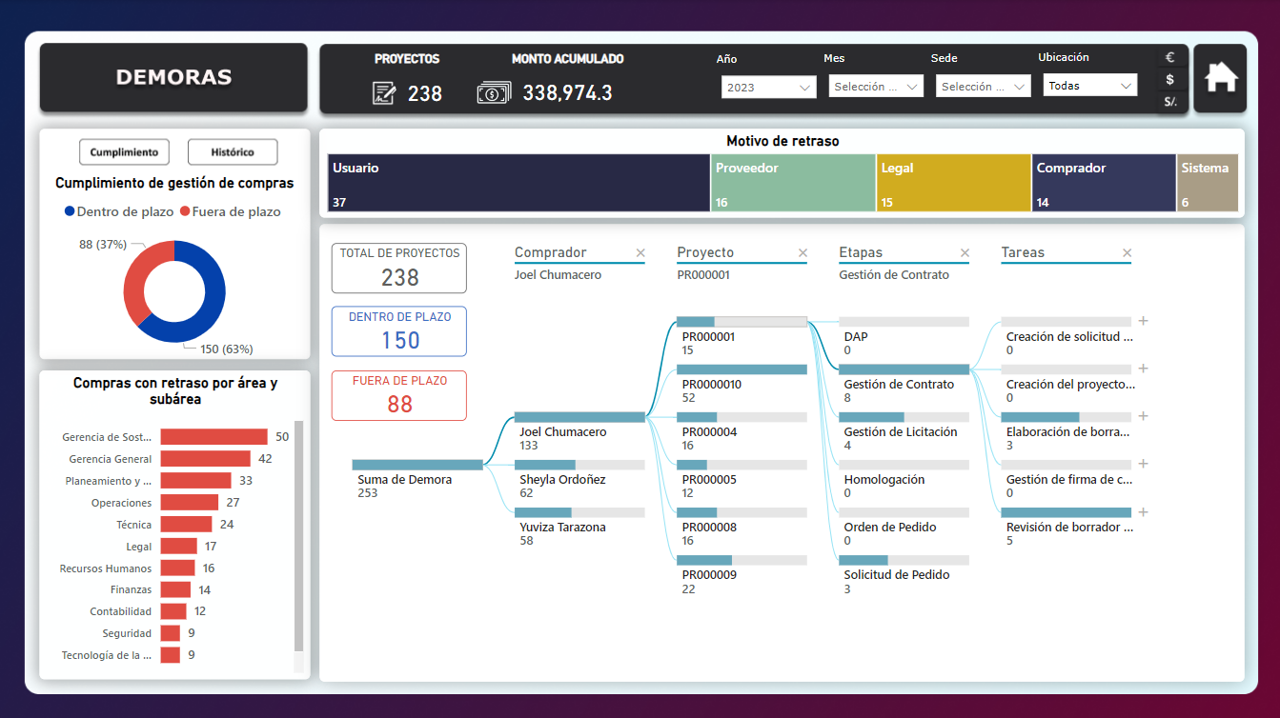 DEMORAS
PROYECTOS
238
MONTO ACUMULADO
338,974.3
Año
2023
Mes
Selección ...
Sede
Selección ...
Ubicación
Todas
€
$
S/.
Cumplimiento
Histórico
Cumplimiento de gestión de compras
Dentro de plazo
Fuera de plazo
88 (37%)
150 (63%)
Compras con retraso por área y
subárea
Gerencia de Sost... 50
Gerencia General 42
Planeamiento y ... 33
Operaciones 27
Técnica 24
Legal 17
Recursos Humanos 16
Finanzas 14
Contabilidad 12
Seguridad 9
Tecnología de la ... 9
Motivo de retraso
Usuario
37
Proveedor
16
Legal
15
Comprador
14
Sistema
6
TOTAL DE PROYECTOS
238
DENTRO DE PLAZO
150
FUERA DE PLAZO
88
Comprador
Joel Chumacero
Proyecto
PR000001
Etapas
Gestión de Contrato
Tareas
Suma de Demora
253
Joel Chumacero
133
Sheyla Ordoñez
62
Yuviza Tarazona
58
PR000001
15
PR0000010
52
PR000004
16
PR000005
12
PR000008
16
PR000009
22
DAP
0
Gestión de Contrato
8
Gestión de Licitación
4
Homologación
0
Orden de Pedido
0
Solicitud de Pedido
3
Creación de solicitud ...
0
Creación del proyecto...
0
Elaboración de borra...
3
Gestión de firma de c...
0
Revisión de borrador ...
5